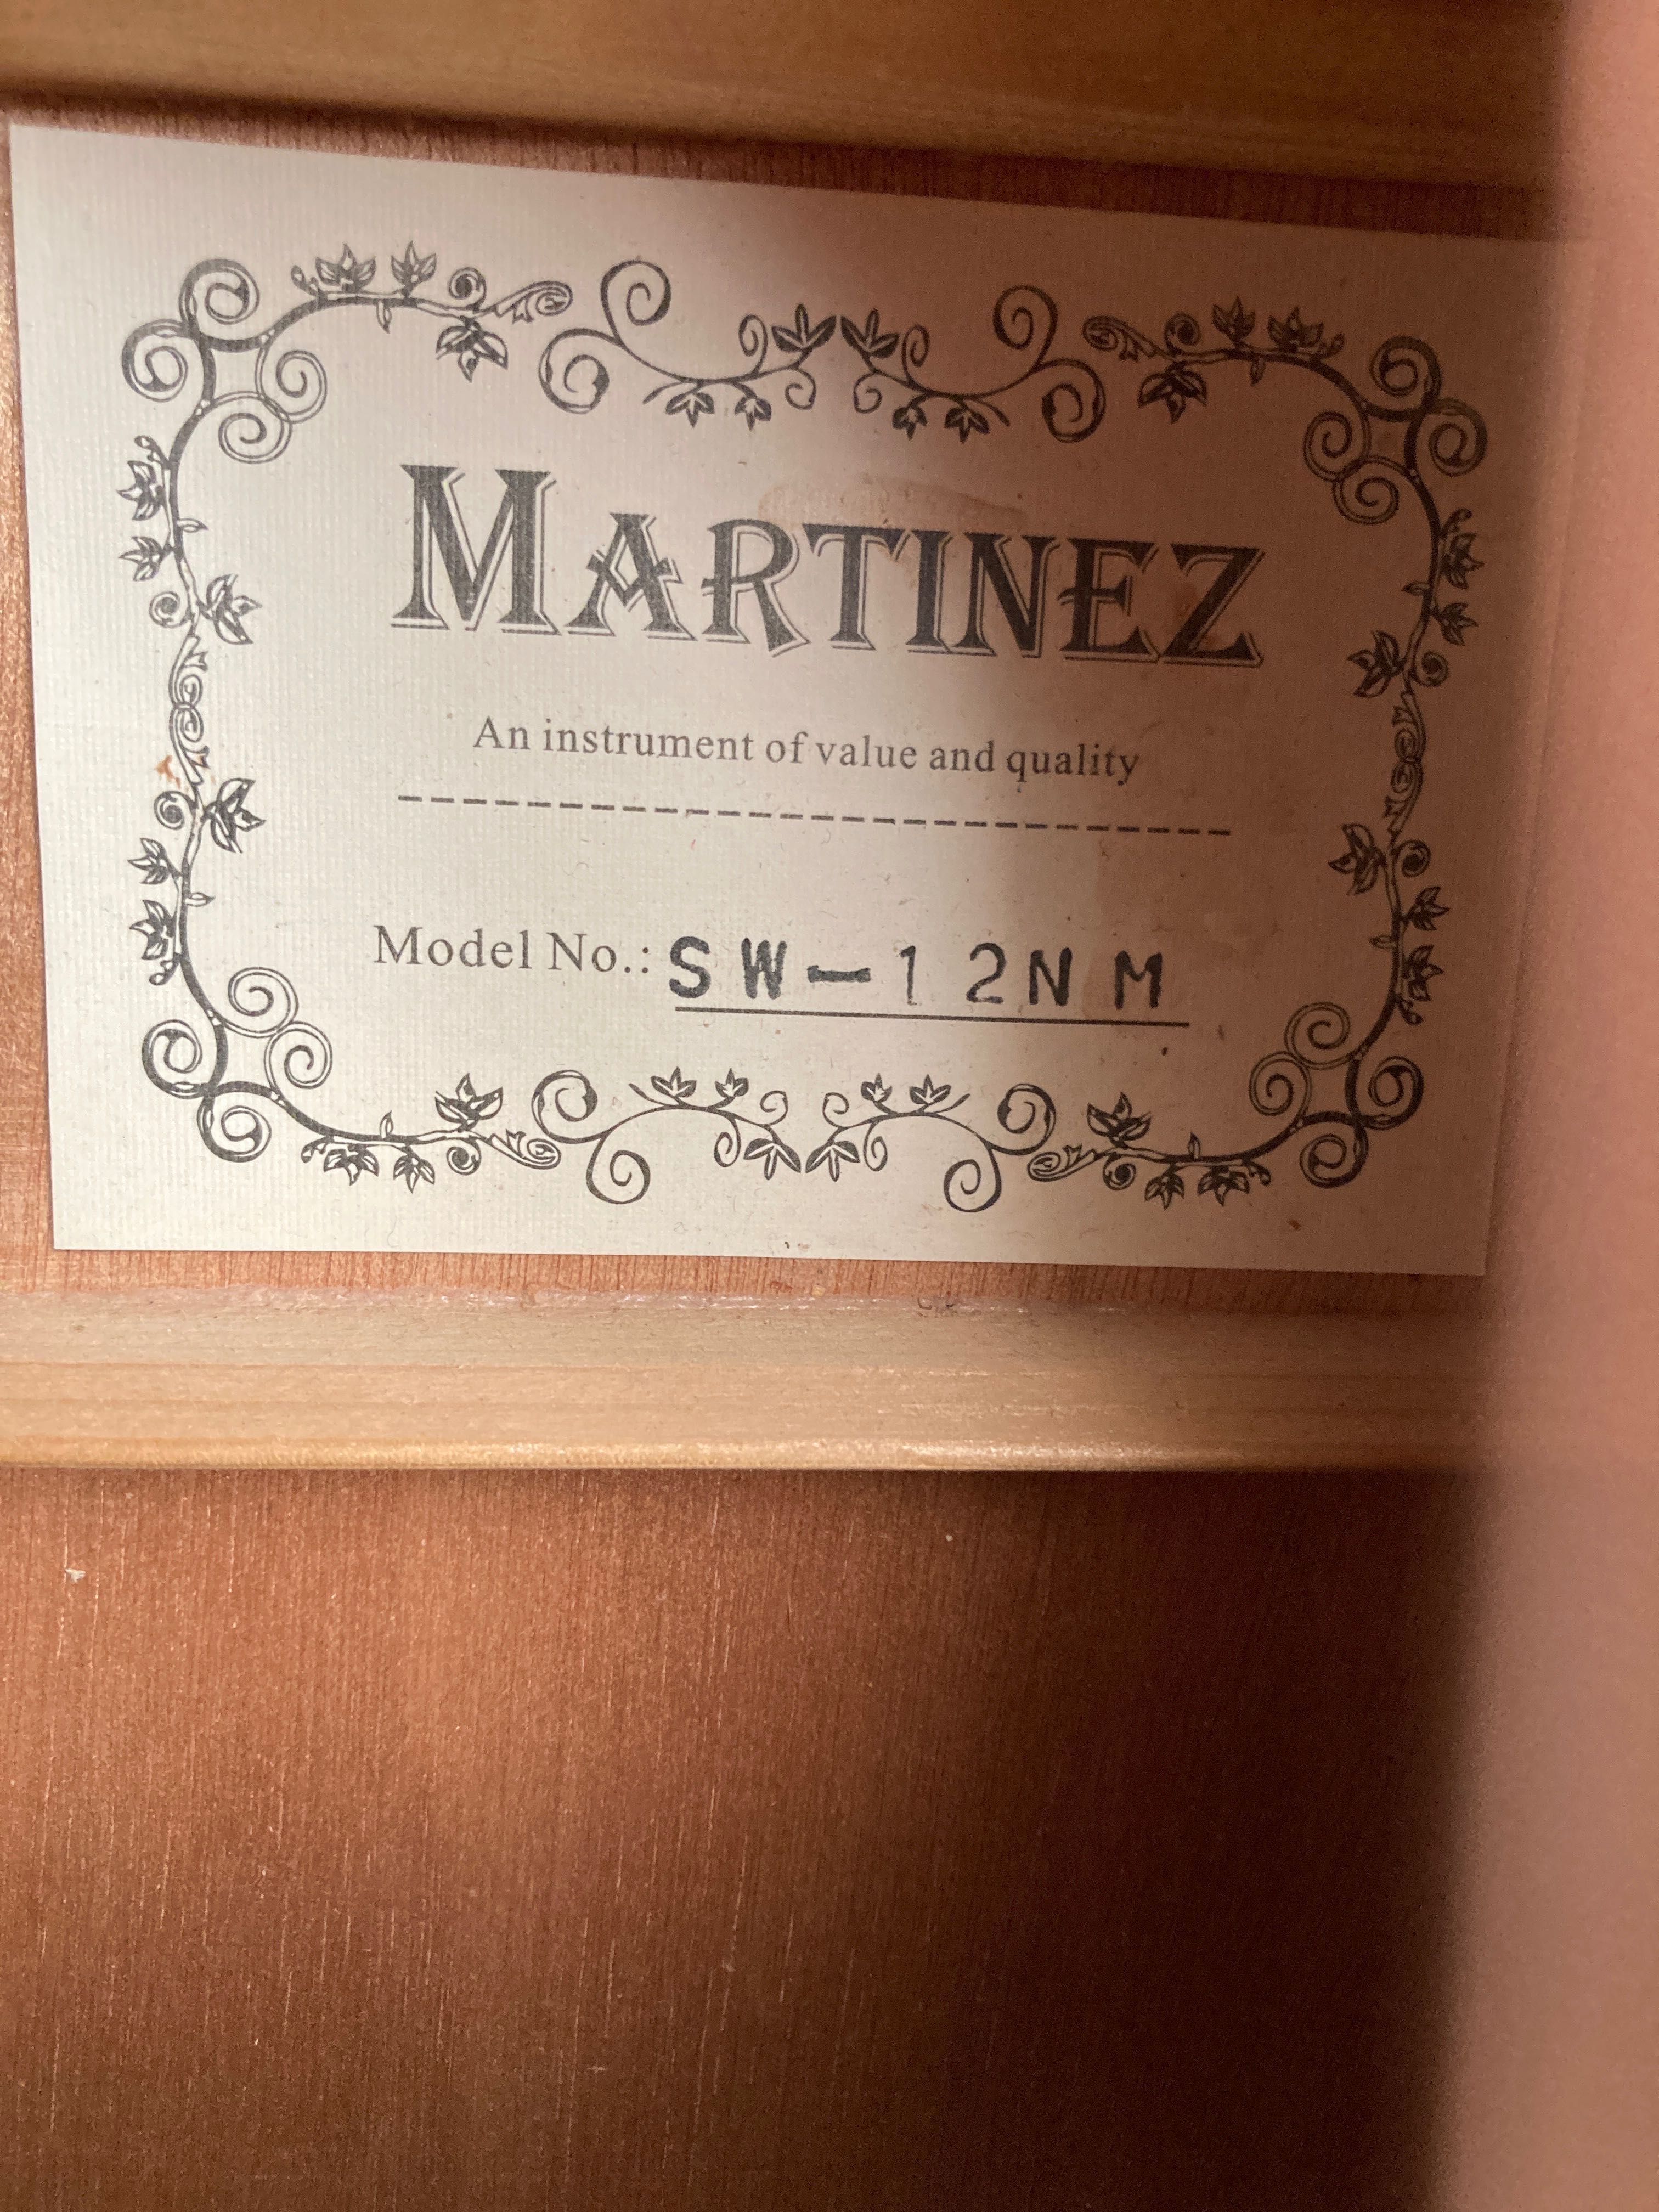 MARTINEZ
An instrument of value and quality
Model No.: SW-12NM